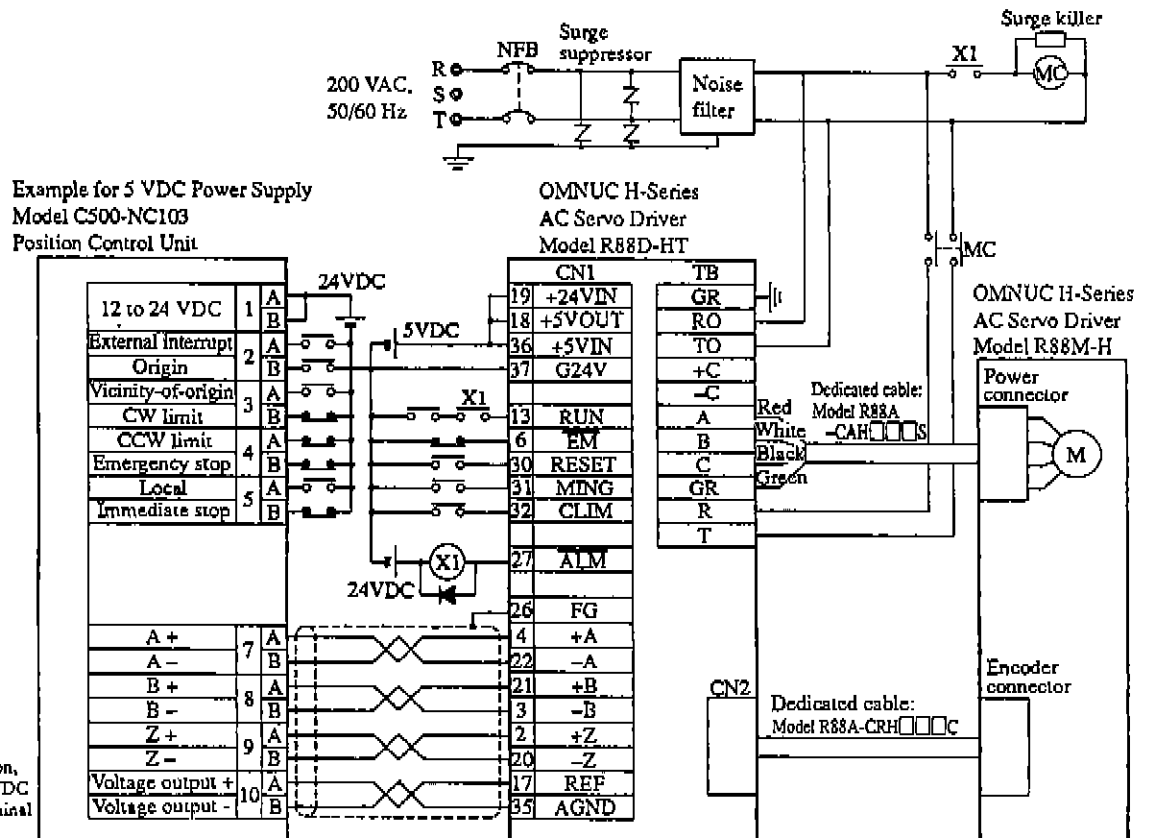 Surge killer
Surge
suppressor
NFB
X1
R
S
T
200 VAC,
50/60 Hz
Z
Z
Z
Noise
filter
MC
Example for 5 VDC Power Supply
Model C500-NC103
Position Control Unit
OMNUC H-Series
AC Servo Driver
Model R88D-HT
MC
OMNUC H-Series
AC Servo Driver
Model R88M-H
24VDC
5VDC
12 to 24 VDC 1 A B
External interrupt 2 A
Origin B
Vicinity-of-origin 3 A
CW limit B
CCW limit 4 A
Emergency stop B
Local 5 A
Immediate stop B
X1
X1
24VDC
A + 7 A
A - B
B + 8 A
B - B
Z + 9 A
Z - B
Voltage output + 10 A
Voltage output - B
CN1
19 +24VIN
18 +5VOUT
36 +5VIN
37 G24V
13 RUN
6 EM
30 RESET
31 MING
32 CLIM
27 ALM
26 FG
4 +A
22 -A
21 +B
3 -B
2 +Z
20 -Z
17 REF
35 AGND
TB
GR
RO
TO
+C
-C
A
B
C
GR
R
T
Red
White
Black
Green
Dedicated cable:
Model R88A
-CAH□□□S
Power
connector
M
CN2
Dedicated cable:
Model R88A-CRH□□□C
Encoder
connector
on,
DC
minal